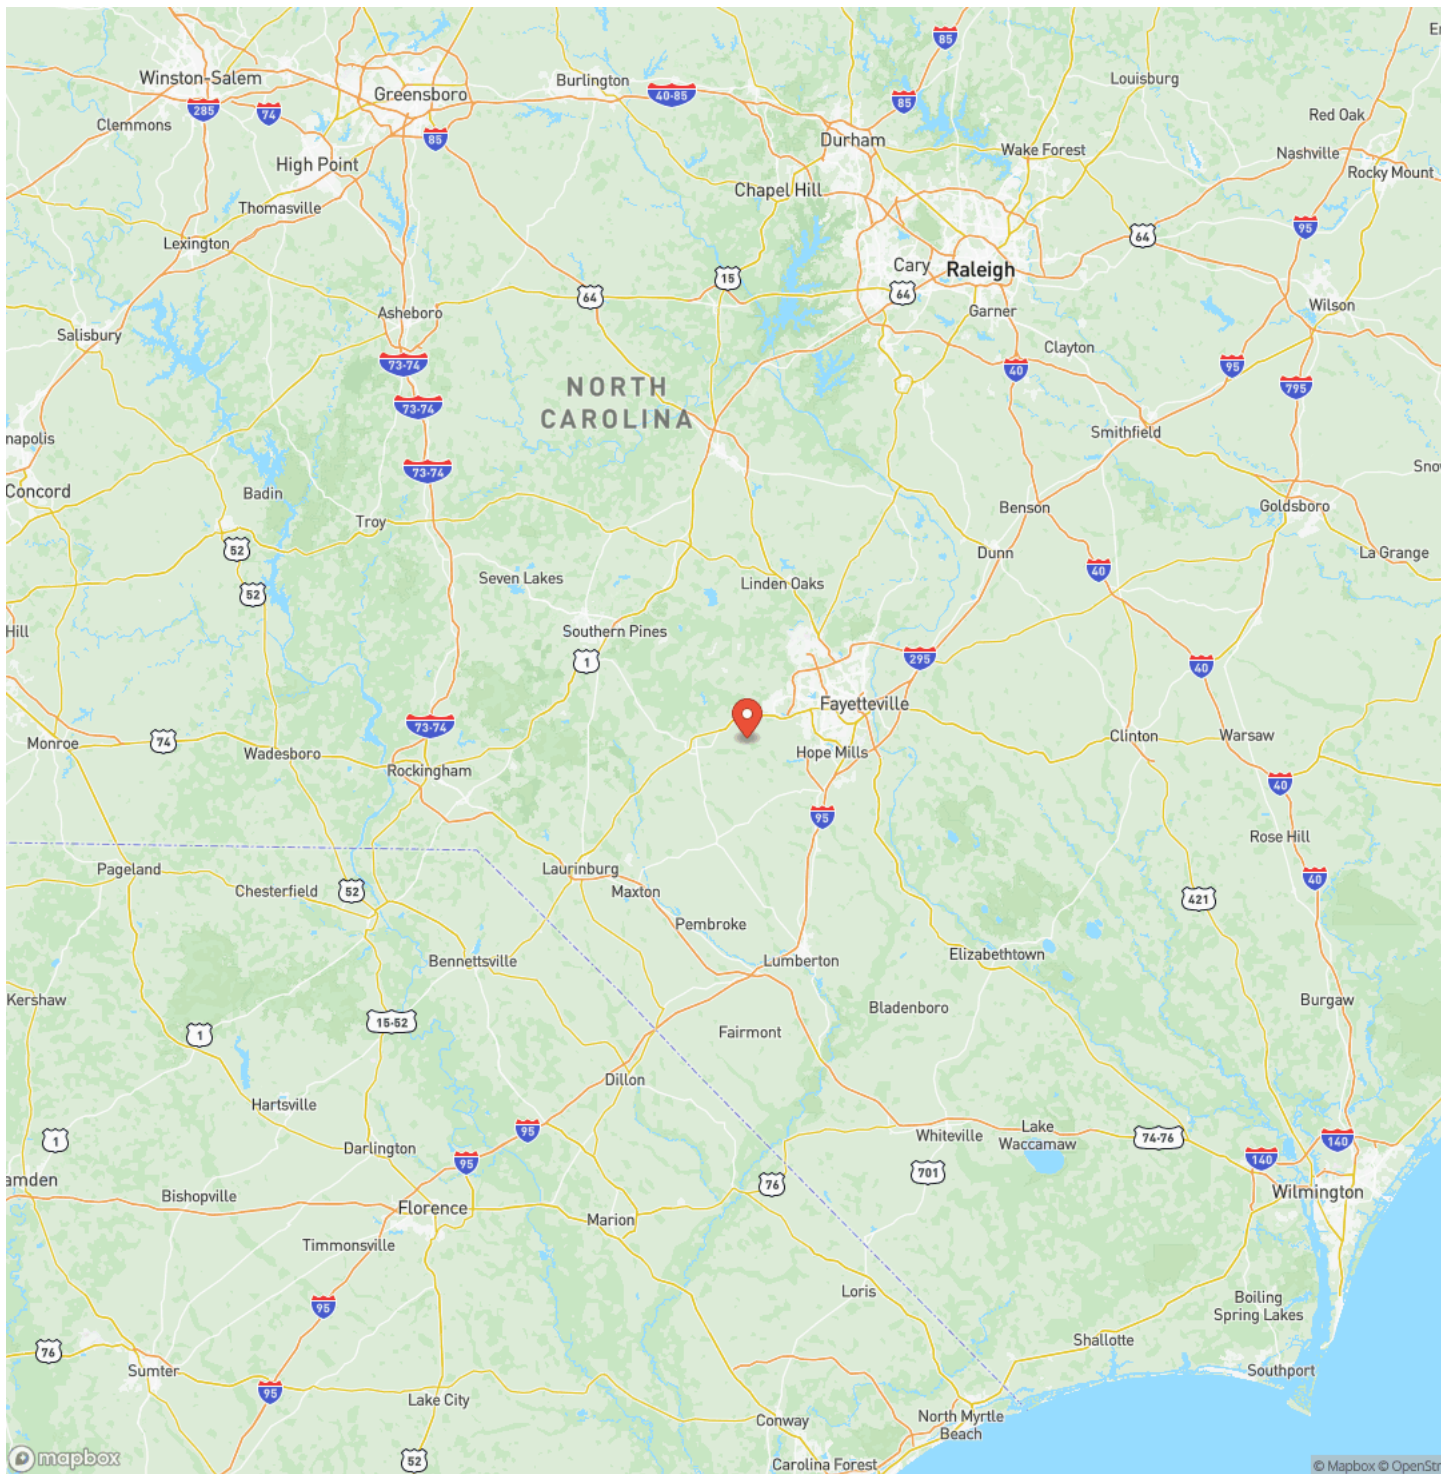 85
En
Winston-Salem
Burlington
Louisburg
Greensboro
40-85
85
285
74
Red Oak
Clemmons
85
Durham
Wake Forest
Nashville
High Point
Rocky Mount
Chapel Hill
Thomasville
95
Lexington
64
Cary
Raleigh
15
64
64
Wilson
Asheboro
Garner
Salisbury
Clayton
73-74
95
40
NORTH
CAROLINA
795
73-74
napolis
Smithfield
73-74
Snow
Concord
Badin
Benson
Goldsboro
Troy
52
Dunn
La Grange
40
Seven Lakes
Linden Oaks
52
Hill
Southern Pines
1
295
40
Fayetteville
73-74
Monroe
74
Wadesboro
Clinton
Warsaw
Hope Mills
Rockingham
40
95
Rose Hill
Pageland
Laurinburg
40
Chesterfield
52
Maxton
421
Pembroke
Bennettsville
Lumberton
Elizabethtown
Kershaw
Burgaw
Bladenboro
15-52
1
Fairmont
Dillon
Hartsville
1
95
Darlington
Whiteville
Lake
Waccamaw
74-76
140
95
140
amden
701
Bishopville
76
Wilmington
Florence
Marion
Timmonsville
Loris
95
Boiling
Spring Lakes
Shallotte
76
Sumter
Southport
95
Lake City
Conway
North Myrtle
Beach
52
mapbox
Carolina Forest
© Mapbox © OpenStr